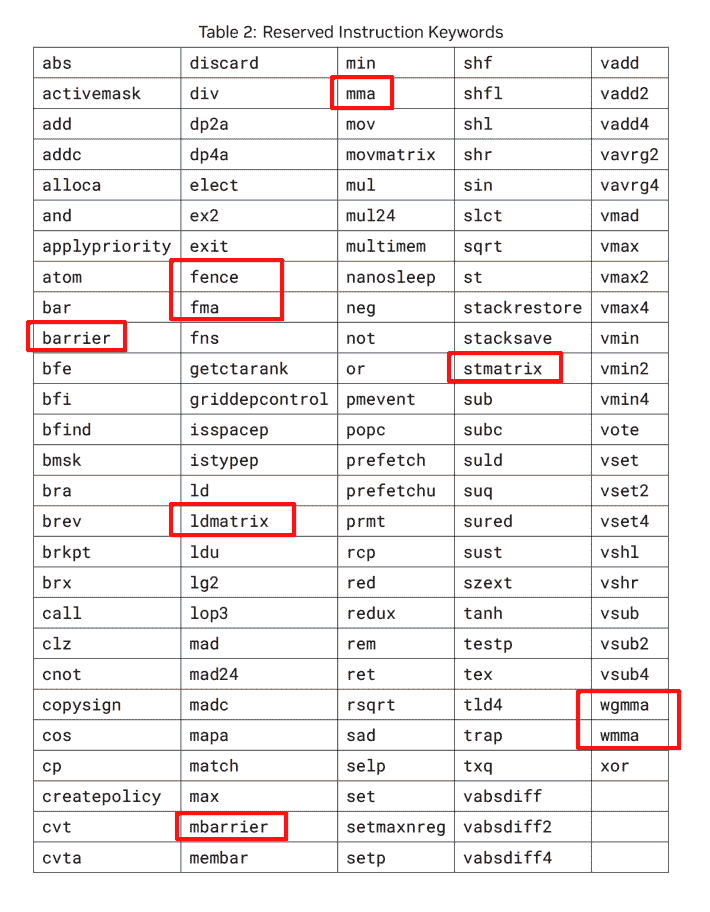 Table 2: Reserved Instruction Keywords
abs discard min shf vadd
activemask div mma shfl vadd2
add dp2a mov shl vadd4
addc dp4a movmatrix shr vavrg2
alloca elect mul sin vavrg4
and ex2 mul24 slct vmad
applypriority exit multimem sqrt vmax
atom fence nanosleep st vmax2
bar fma neg stackrestore vmax4
barrier fns not stacksave vmin
bfe getctarank or stmatrix vmin2
bfi griddepcontrol pmevent sub vmin4
bfind isspacep popc subc vote
bmsk istypep prefetch suld vset
bra ld prefetchu suq vset2
brev ldmatrix prmt sured vset4
brkpt ldu rcp sust vshl
brx lg2 red szext vshr
call lop3 redux tanh vsub
clz mad rem testp vsub2
cnot mad24 ret tex vsub4
copysign madc rsqrt tld4 wgmma
cos mapa sad trap wmma
cp match selp txq xor
createpolicy max set vabsdiff
cvt mbarrier setmaxnreg vabsdiff2
cvta membar setp vabsdiff4